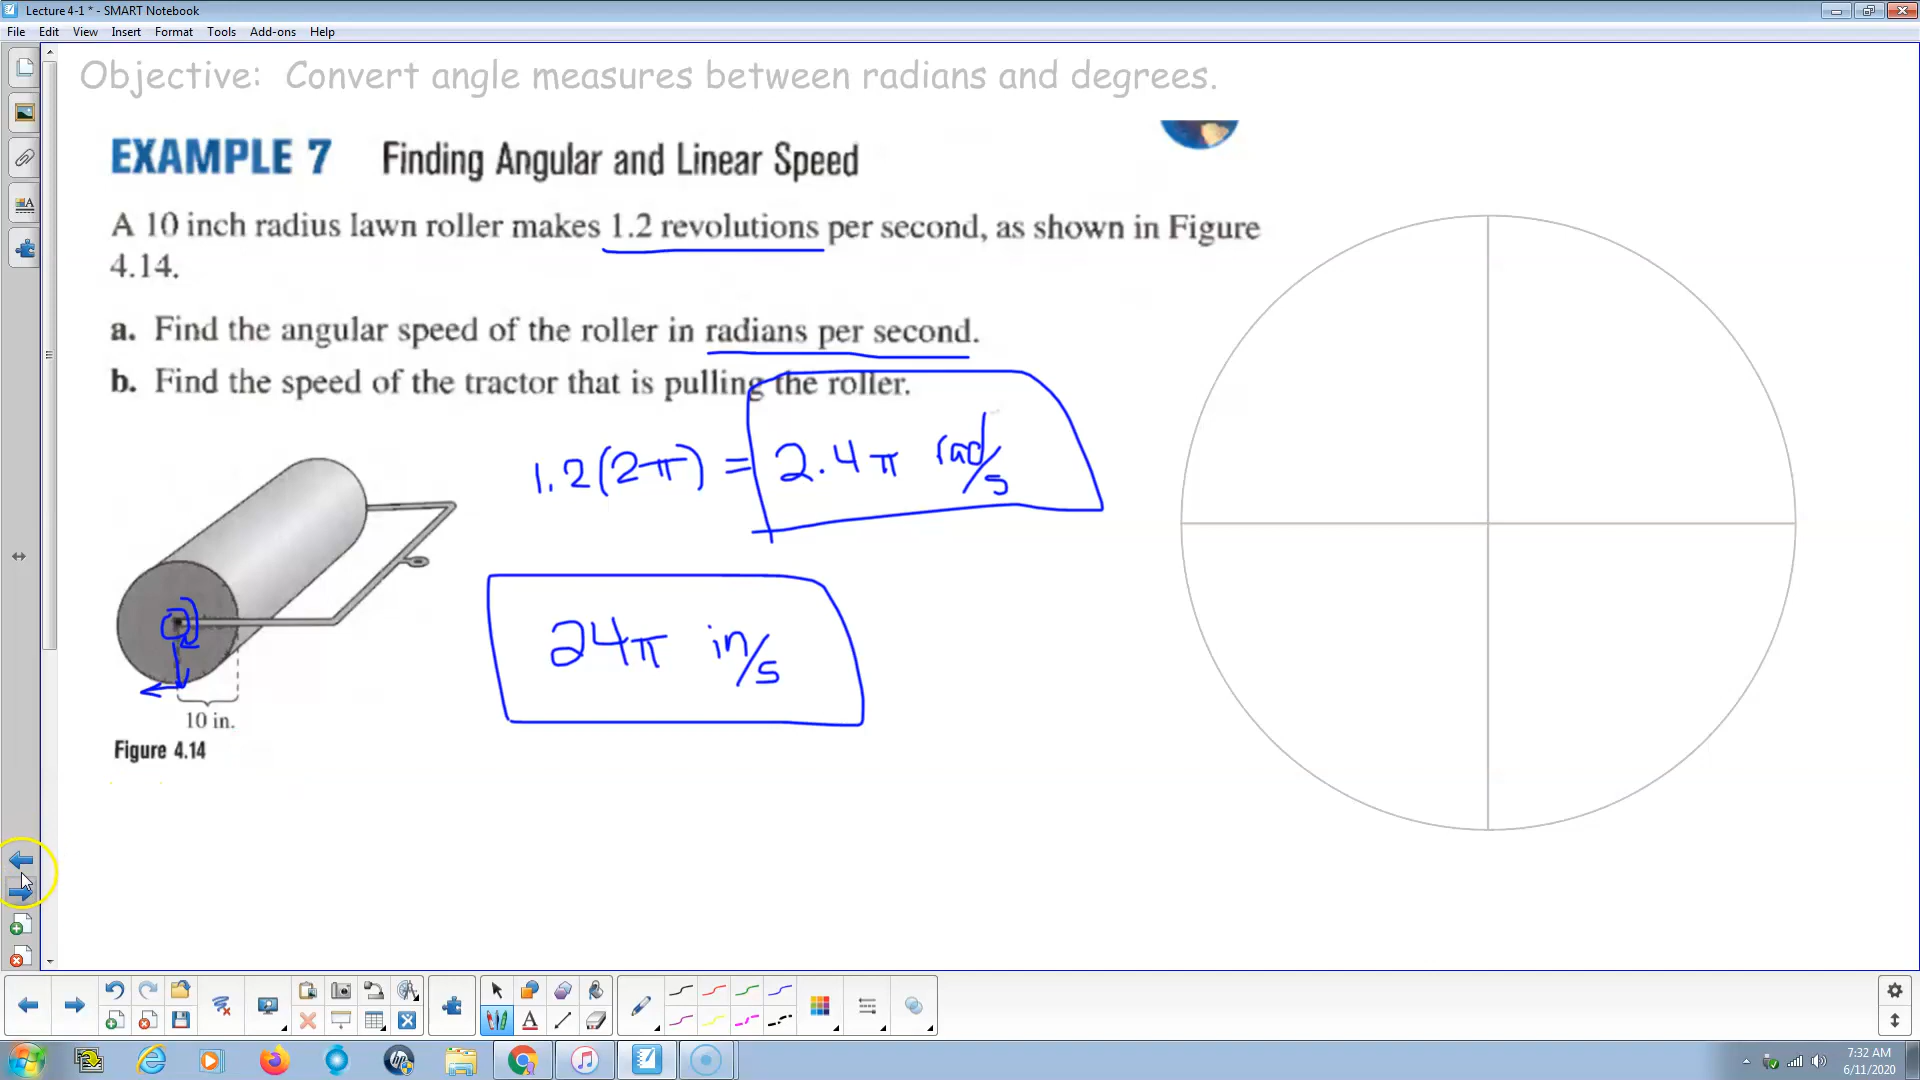 Lecture 4-1 * - SMART Notebook
File Edit View Insert Format Tools Add-ons Help
Objective: Convert angle measures between radians and degrees.
EXAMPLE 7 Finding Angular and Linear Speed
A 10 inch radius lawn roller makes 1.2 revolutions per second, as shown in Figure
4.14.
a. Find the angular speed of the roller in radians per second.
b. Find the speed of the tractor that is pulling the roller.
1.2(2π) = 2.4π rad/s
24π in/s
10 in.
Figure 4.14
7:32 AM
6/11/2020